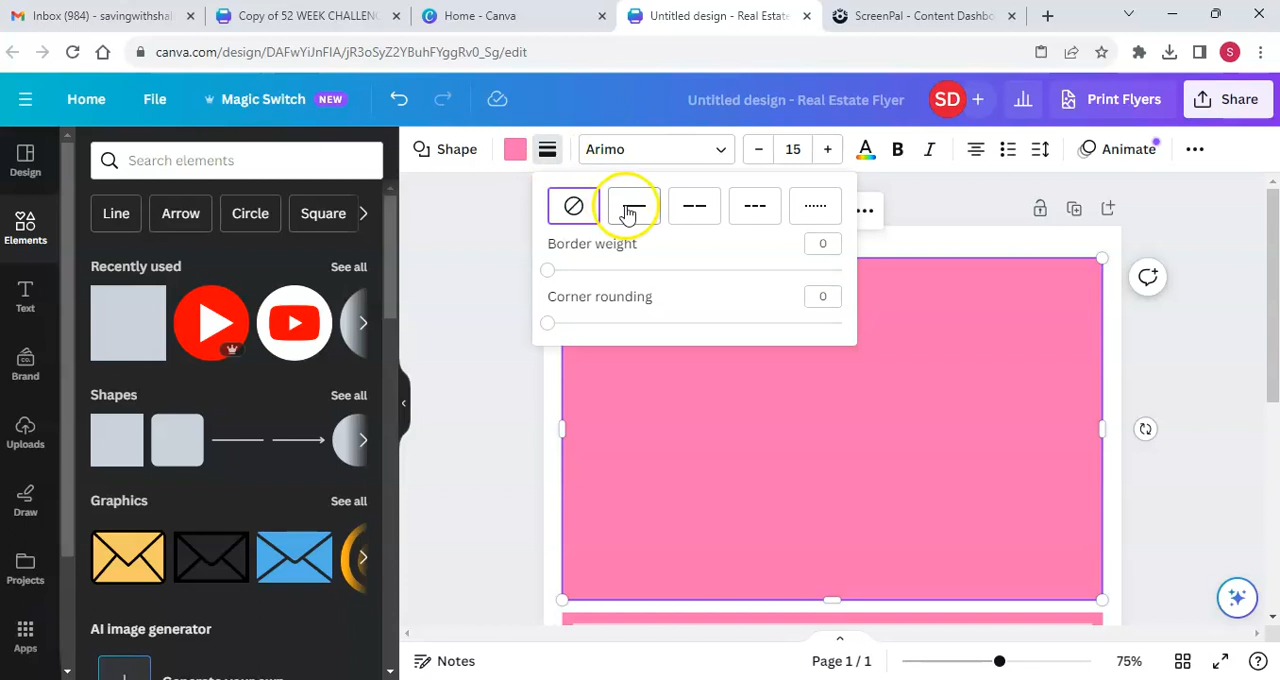 Inbox (984) - savingwithshal
Copy of 52 WEEK CHALLENG
Home - Canva
Untitled design - Real Estate
ScreenPal - Content Dashbo
canva.com/design/DAFwYiJnFIA/jR3oSyZ2YBuhFYggRv0_Sg/edit
S
Home
File
Magic Switch NEW
Untitled design - Real Estate Flyer
SD
Print Flyers
Share
Design
Elements
Text
Brand
Uploads
Draw
Projects
Apps
Search elements
Line
Arrow
Circle
Square
Recently used
See all
Shapes
See all
Graphics
See all
AI image generator
Shape
Arimo
15
A
B
I
Animate
Border weight
0
Corner rounding
0
Notes
Page 1 / 1
75%